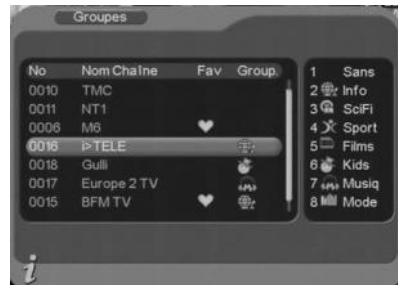 Groupes
No Nom Chaîne Fav Group.
0010 TMC
0011 NT1
0006 M6
0016 i>TELE
0018 Gulli
0017 Europe 2 TV
0015 BFM TV
1 Sans
2 Info
3 SciFi
4 Sport
5 Films
6 Kids
7 Musiq
8 Mode
i